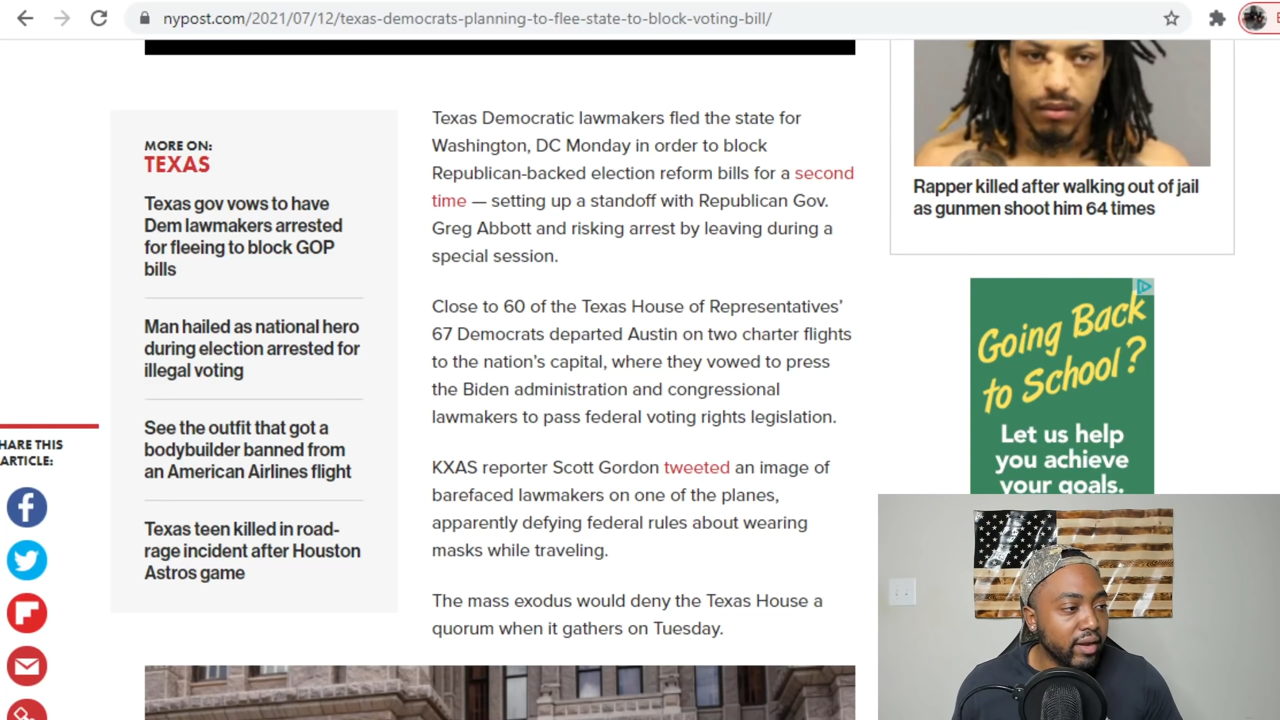 nypost.com/2021/07/12/texas-democrats-planning-to-flee-state-to-block-voting-bill/
MORE ON:
TEXAS
Texas gov vows to have
Dem lawmakers arrested
for fleeing to block GOP
bills
Man hailed as national hero
during election arrested for
illegal voting
See the outfit that got a
bodybuilder banned from
an American Airlines flight
Texas teen killed in road-
rage incident after Houston
Astros game
HARE THIS
ARTICLE:
Texas Democratic lawmakers fled the state for
Washington, DC Monday in order to block
Republican-backed election reform bills for a second
time — setting up a standoff with Republican Gov.
Greg Abbott and risking arrest by leaving during a
special session.
Close to 60 of the Texas House of Representatives'
67 Democrats departed Austin on two charter flights
to the nation's capital, where they vowed to press
the Biden administration and congressional
lawmakers to pass federal voting rights legislation.
KXAS reporter Scott Gordon tweeted an image of
barefaced lawmakers on one of the planes,
apparently defying federal rules about wearing
masks while traveling.
The mass exodus would deny the Texas House a
quorum when it gathers on Tuesday.
Rapper killed after walking out of jail
as gunmen shoot him 64 times
Going Back
to School?
Let us help
you achieve
your goals.